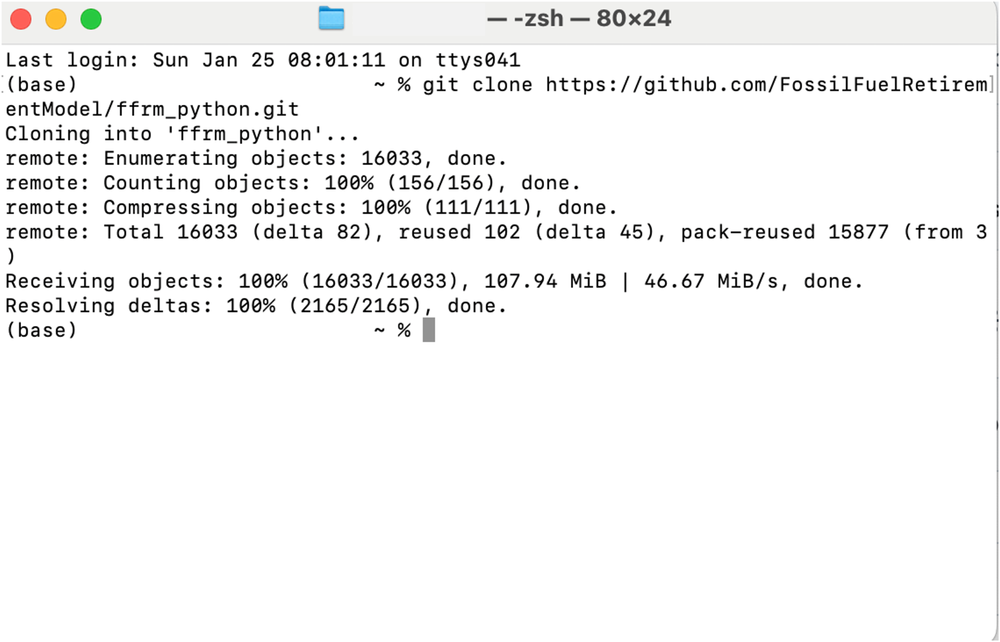 — -zsh — 80×24
Last login: Sun Jan 25 08:01:11 on ttys041
(base) ~ % git clone https://github.com/FossilFuelRetirem
entModel/ffrm_python.git
Cloning into 'ffrm_python'...
remote: Enumerating objects: 16033, done.
remote: Counting objects: 100% (156/156), done.
remote: Compressing objects: 100% (111/111), done.
remote: Total 16033 (delta 82), reused 102 (delta 45), pack-reused 15877 (from 3
)
Receiving objects: 100% (16033/16033), 107.94 MiB | 46.67 MiB/s, done.
Resolving deltas: 100% (2165/2165), done.
(base) ~ %